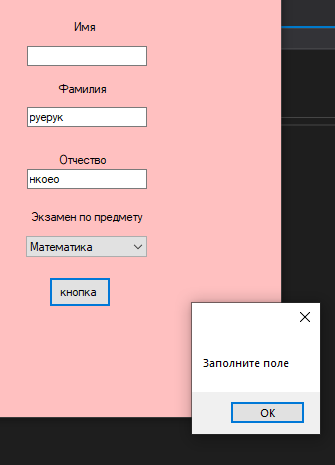 Имя
Фамилия
руерук
Отчество
нкоео
Экзамен по предмету
Математика
кнопка
Заполните поле
OK